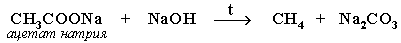 t
CH₃COONa + NaOH ⟶ CH₄ + Na₂CO₃
ацетат натрия